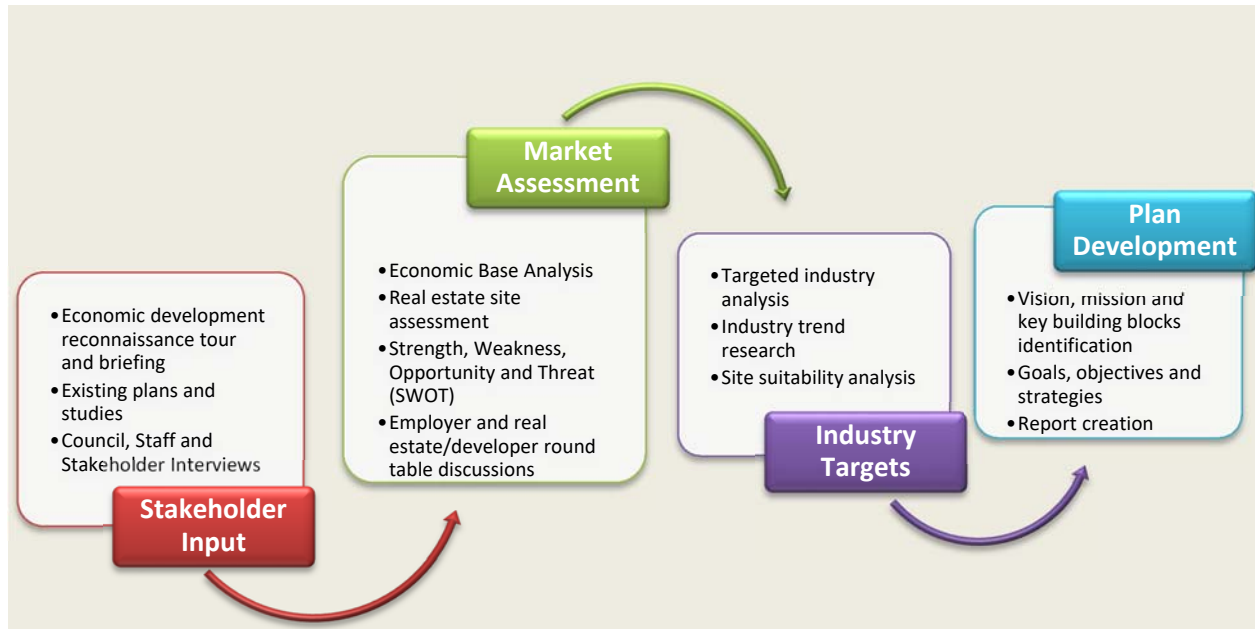 •Economic development
reconnaissance tour
and briefing
•Existing plans and
studies
•Council, Staff and
Stakeholder Interviews
Stakeholder
Input
Market
Assessment
•Economic Base Analysis
•Real estate site
assessment
•Strength, Weakness,
Opportunity and Threat
(SWOT)
•Employer and real
estate/developer round
table discussions
•Targeted industry
analysis
•Industry trend
research
•Site suitability analysis
Industry
Targets
Plan
Development
•Vision, mission and
key building blocks
identification
•Goals, objectives and
strategies
•Report creation